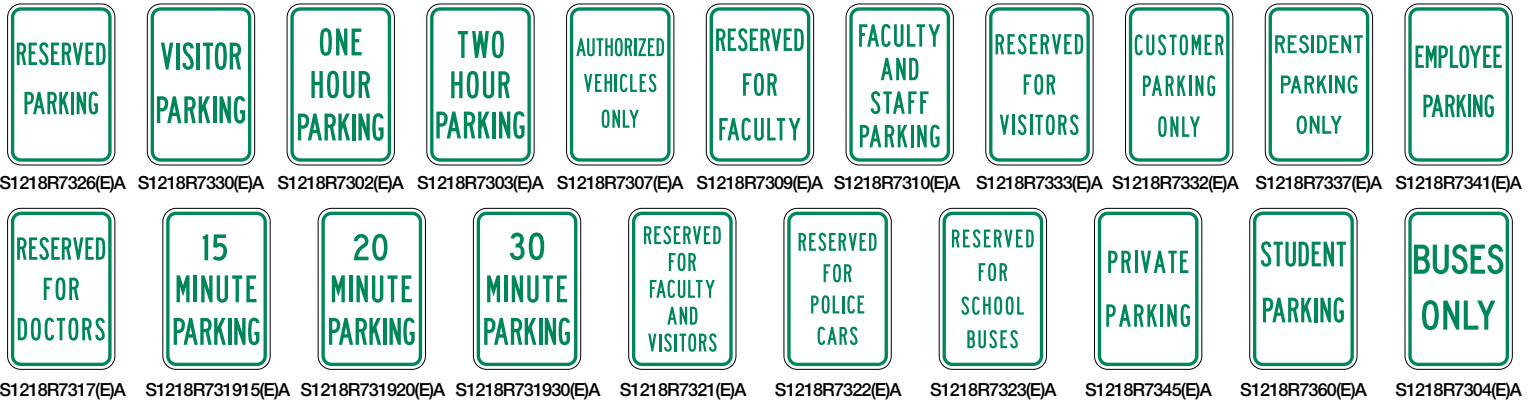 RESERVED
PARKING
VISITOR
PARKING
ONE
HOUR
PARKING
TWO
HOUR
PARKING
AUTHORIZED
VEHICLES
ONLY
RESERVED
FOR
FACULTY
FACULTY
AND
STAFF
PARKING
RESERVED
FOR
VISITORS
CUSTOMER
PARKING
ONLY
RESIDENT
PARKING
ONLY
EMPLOYEE
PARKING
S1218R7326(E)A S1218R7330(E)A S1218R7302(E)A S1218R7303(E)A S1218R7307(E)A S1218R7309(E)A S1218R7310(E)A S1218R7333(E)A S1218R7332(E)A S1218R7337(E)A S1218R7341(E)A
RESERVED
FOR
DOCTORS
15
MINUTE
PARKING
20
MINUTE
PARKING
30
MINUTE
PARKING
RESERVED
FOR
FACULTY
AND
VISITORS
RESERVED
FOR
POLICE
CARS
RESERVED
FOR
SCHOOL
BUSES
PRIVATE
PARKING
STUDENT
PARKING
BUSES
ONLY
S1218R7317(E)A S1218R731915(E)A S1218R731920(E)A S1218R731930(E)A S1218R7321(E)A S1218R7322(E)A S1218R7323(E)A S1218R7345(E)A S1218R7360(E)A S1218R7304(E)A